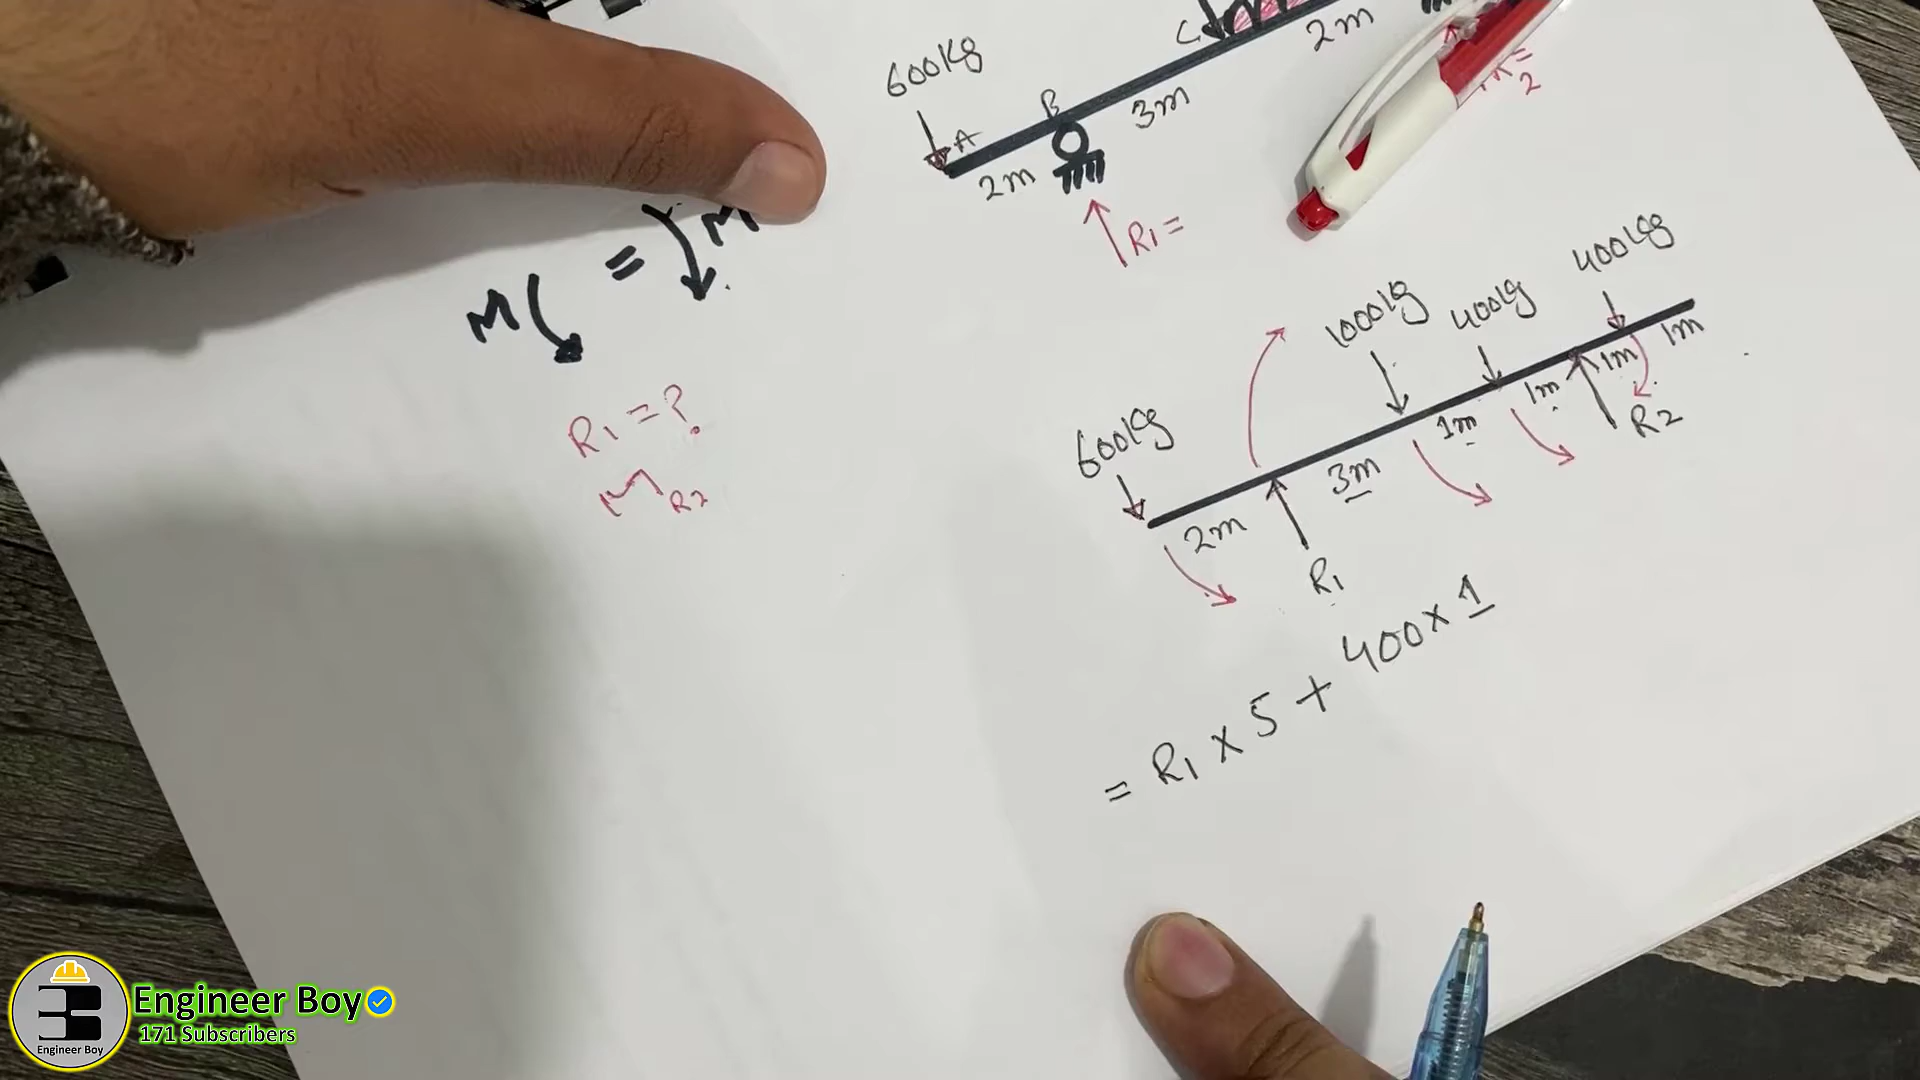 600Kg
A
B
C
2m
3m
2m
R1=
2
M = M
R1=?
M R2
600Kg
1000Kg
400Kg
400Kg
2m
3m
1m
1m
1m
1m
R1
R2
= R1 × 5 + 400 × 1
Engineer Boy
171 Subscribers
Engineer Boy